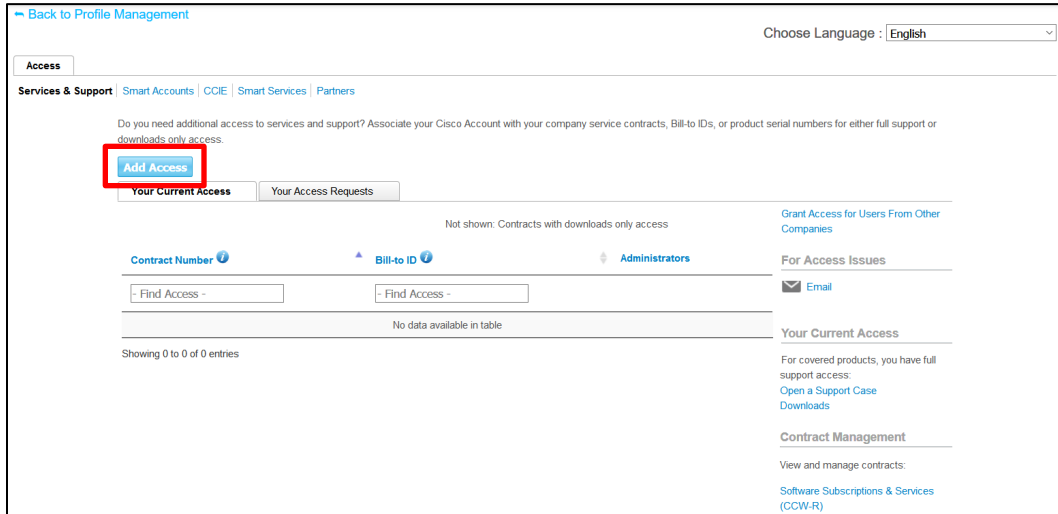 Back to Profile Management
Choose Language : English
Access
Services & Support Smart Accounts CCIE Smart Services Partners
Do you need additional access to services and support? Associate your Cisco Account with your company service contracts, Bill-to IDs, or product serial numbers for either full support or
downloads only access.
Add Access
Your Current Access Your Access Requests
Not shown: Contracts with downloads only access
Contract Number Bill-to ID Administrators
- Find Access - - Find Access -
No data available in table
Showing 0 to 0 of 0 entries
Grant Access for Users From Other
Companies
For Access Issues
Email
Your Current Access
For covered products, you have full
support access:
Open a Support Case
Downloads
Contract Management
View and manage contracts:
Software Subscriptions & Services
(CCW-R)